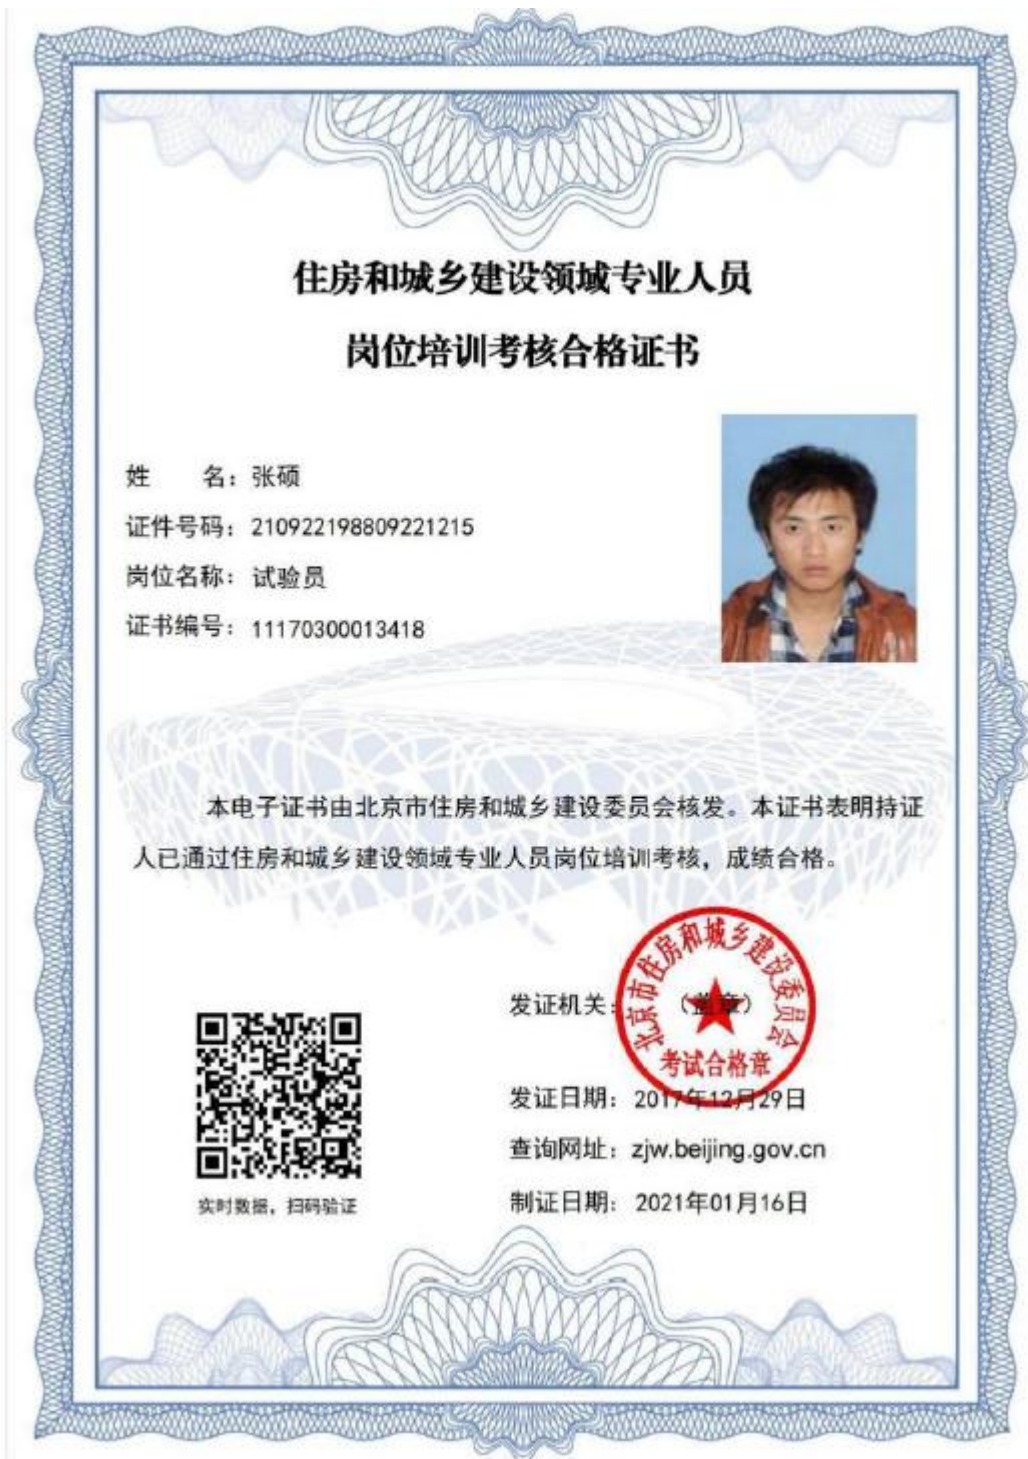 住房和城乡建设领域专业人员
岗位培训考核合格证书
姓 名：张硕
证件号码：210922198809221215
岗位名称：试验员
证书编号：11170300013418
本电子证书由北京市住房和城乡建设委员会核发。本证书表明持证
人已通过住房和城乡建设领域专业人员岗位培训考核，成绩合格。
北京市住房和城乡建设委员会
发证机关：（盖章）
考试合格章
发证日期：2017年12月29日
查询网址：zjw.beijing.gov.cn
实时数据，扫码验证
制证日期：2021年01月16日